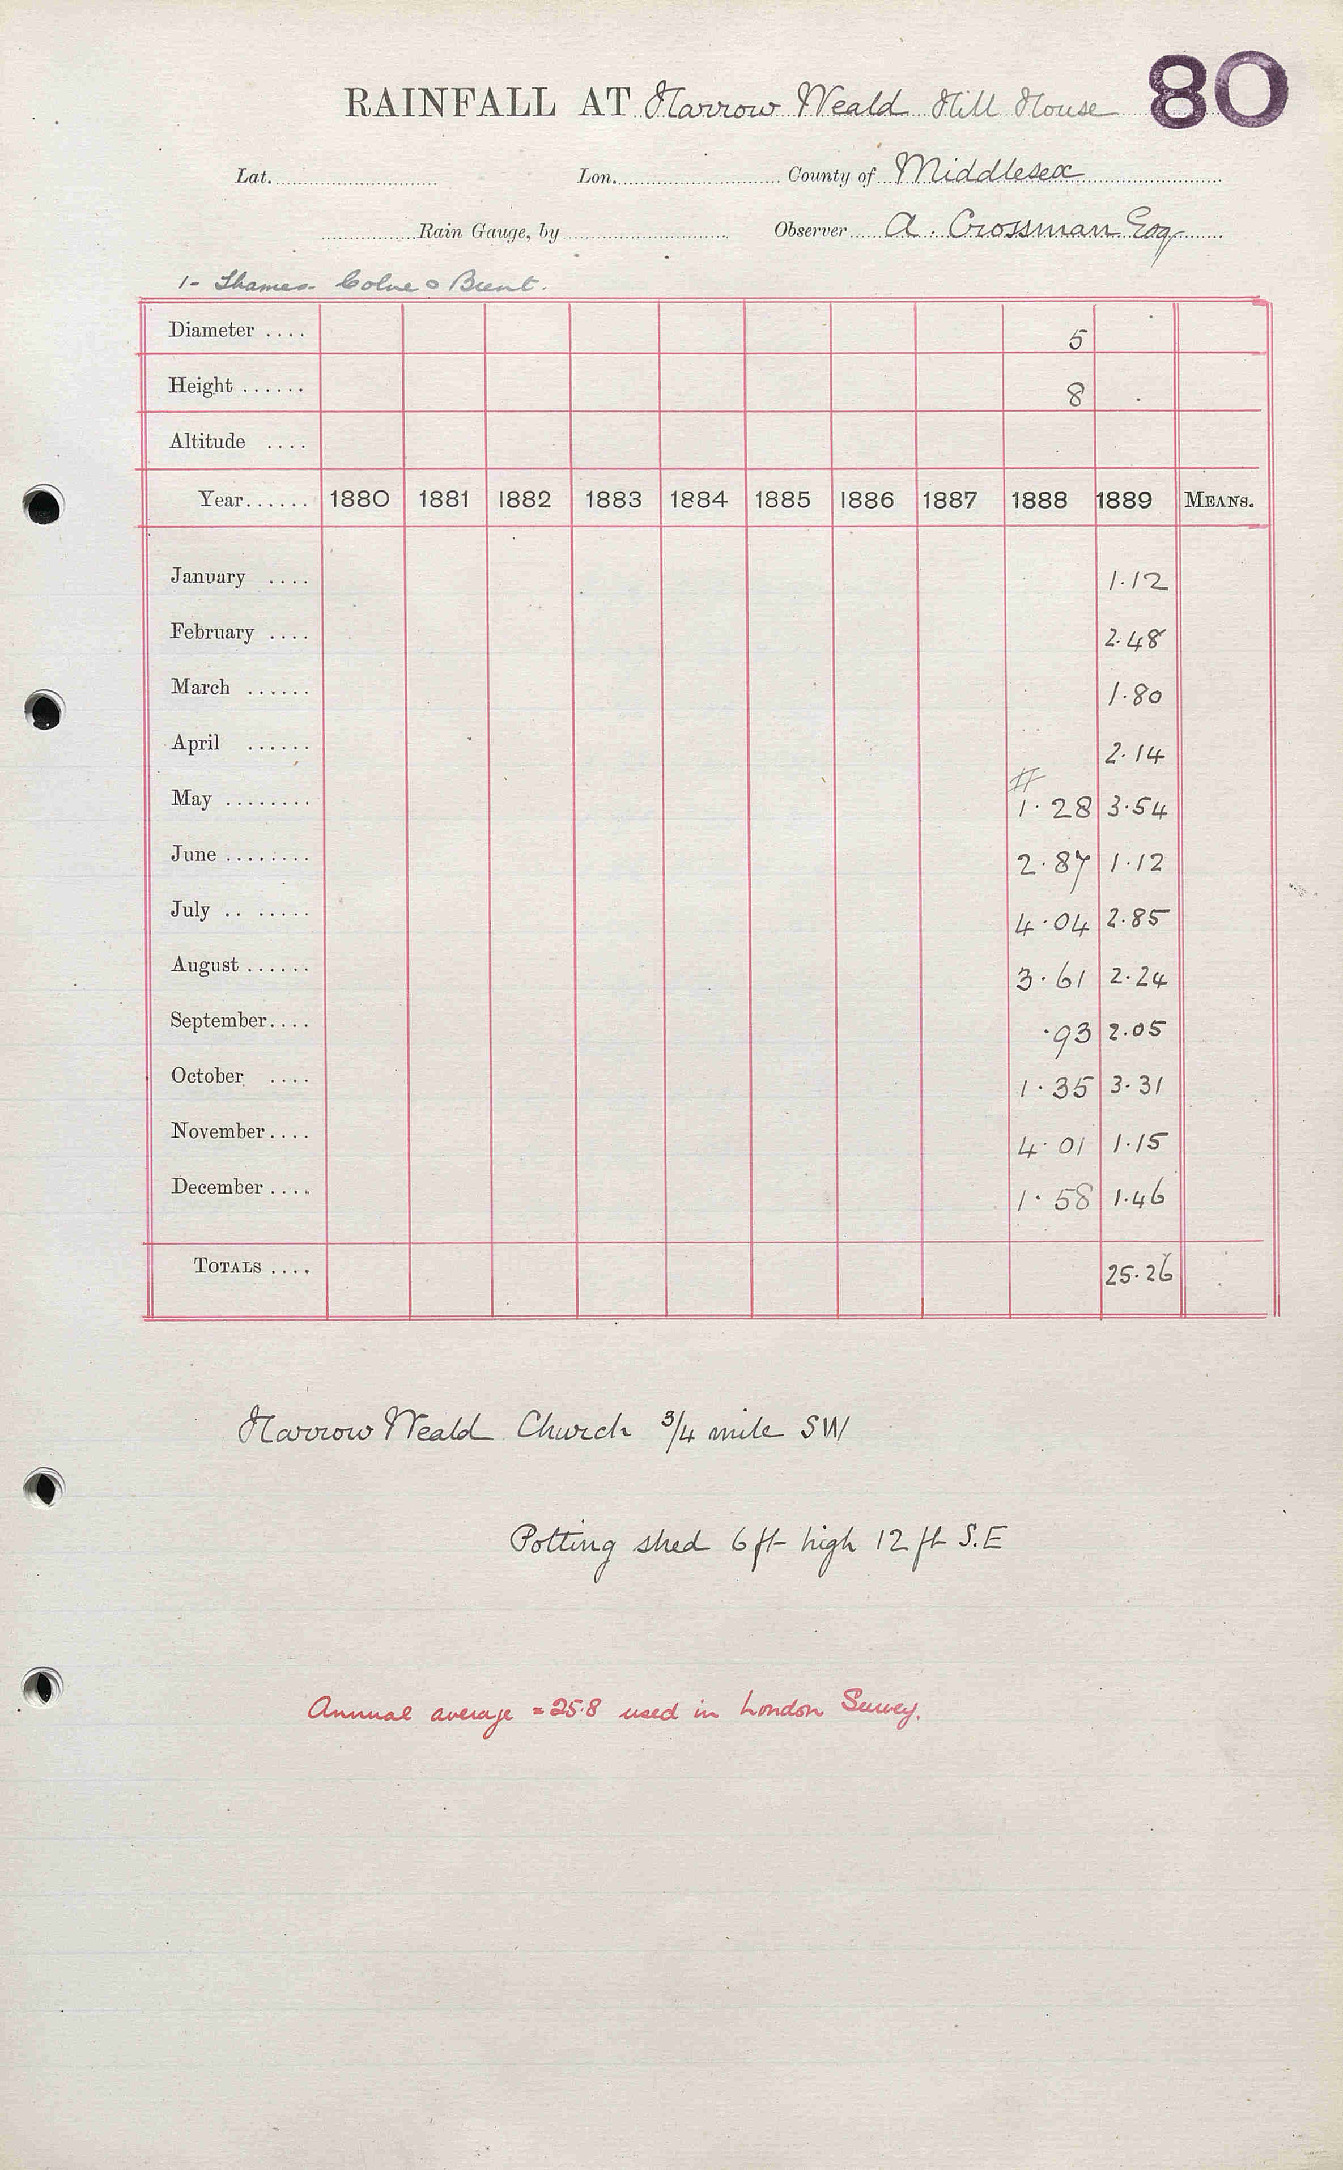 80
RAINFALL AT Harrow Weald Hill House
Lat. Lon. County of Middlesex
Rain Gauge, by Observer A. Crossman Esq.
1- Thames- Colne & Brent.
Diameter .... 5
Height ...... 8
Altitude ....
Year...... 1880 1881 1882 1883 1884 1885 1886 1887 1888 1889 MEANS.
January .... 1.12
February .... 2.48
March ...... 1.80
April ...... 2.14
#
May ........ 1.28 3.54
June ........ 2.87 1.12
July .. ..... 4.04 2.85
August ...... 3.61 2.24
September.... .93 2.05
October .... 1.35 3.31
November.... 4.01 1.15
December .... 1.58 1.46
TOTALS .... 25.26
Harrow Weald Church 3/4 mile SW
Potting shed 6 ft high 12 ft S.E
Annual average = 25.8 used in London Survey.